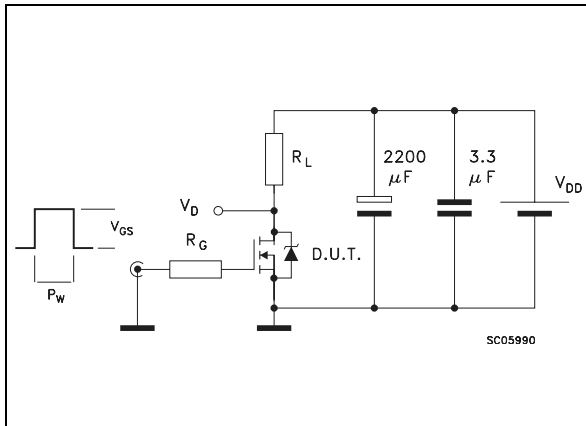 R_L
2200 μF
3.3 μF
V_DD
V_D
V_GS
R_G
D.U.T.
P_W
SC05990